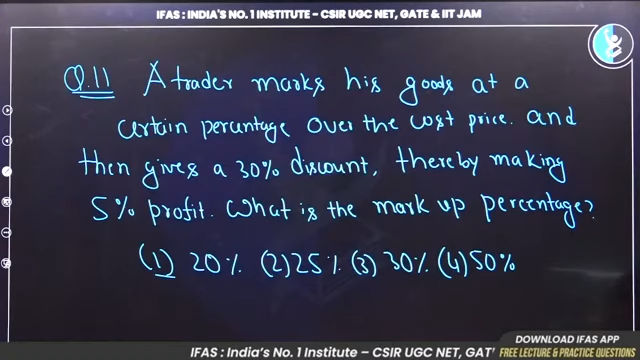 IFAS : INDIA'S NO. 1 INSTITUTE – CSIR UGC NET, GATE & IIT JAM
Q.11 A trader marks his goods at a
certain percentage over the cost price. and
then gives a 30% discount, thereby making
5% profit. What is the mark up percentage?
(1) 20% (2) 25% (3) 30% (4) 50%
DOWNLOAD IFAS APP
IFAS : India's No. 1 Institute – CSIR UGC NET, GAT
FREE LECTURE & PRACTICE QUESTIONS